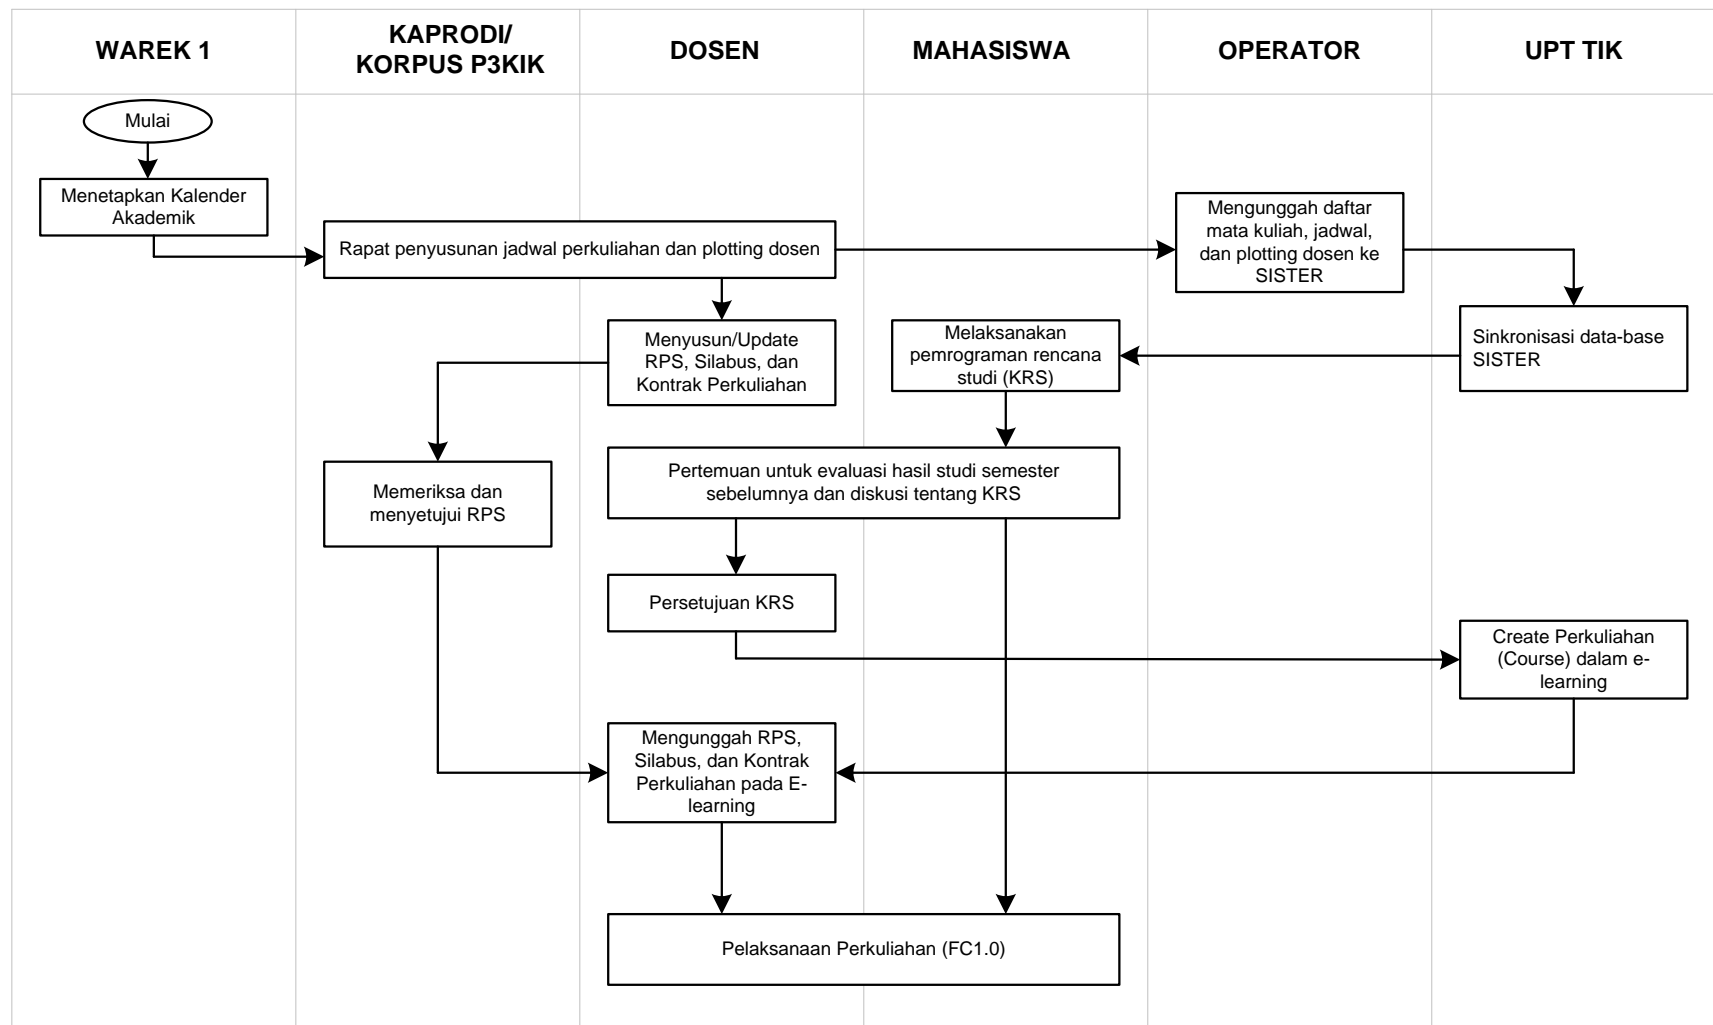 WAREK 1
KAPRODI/
KORPUS P3KIK
DOSEN
MAHASISWA
OPERATOR
UPT TIK
Mulai
Menetapkan Kalender
Akademik
Rapat penyusunan jadwal perkuliahan dan plotting dosen
Mengunggah daftar
mata kuliah, jadwal,
dan plotting dosen ke
SISTER
Menyusun/Update
RPS, Silabus, dan
Kontrak Perkuliahan
Melaksanakan
pemrograman rencana
studi (KRS)
Sinkronisasi data-base
SISTER
Memeriksa dan
menyetujui RPS
Pertemuan untuk evaluasi hasil studi semester
sebelumnya dan diskusi tentang KRS
Persetujuan KRS
Create Perkuliahan
(Course) dalam e-
learning
Mengunggah RPS,
Silabus, dan Kontrak
Perkuliahan pada E-
learning
Pelaksanaan Perkuliahan (FC1.0)